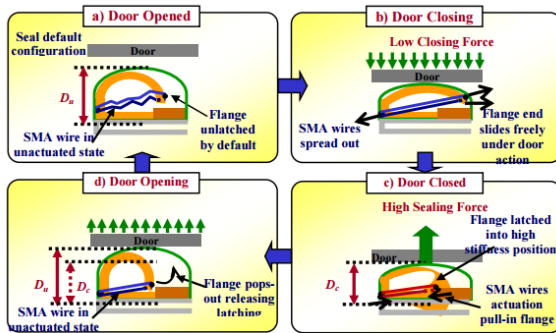 a) Door Opened
Seal default
configuration
Door
Du
SMA wire in
unactuated state
Flange
unlatched
by default
b) Door Closing
Low Closing Force
Door
SMA wires
spread out
Flange end
slides freely
under door
action
d) Door Opening
Door
Du
Dc
SMA wire in
unactuated state
Flange pops-
out releasing
latching
c) Door Closed
High Sealing Force
Door
Dc
Flange latched
into high
stiffness position
SMA wires
actuation
pull-in flange